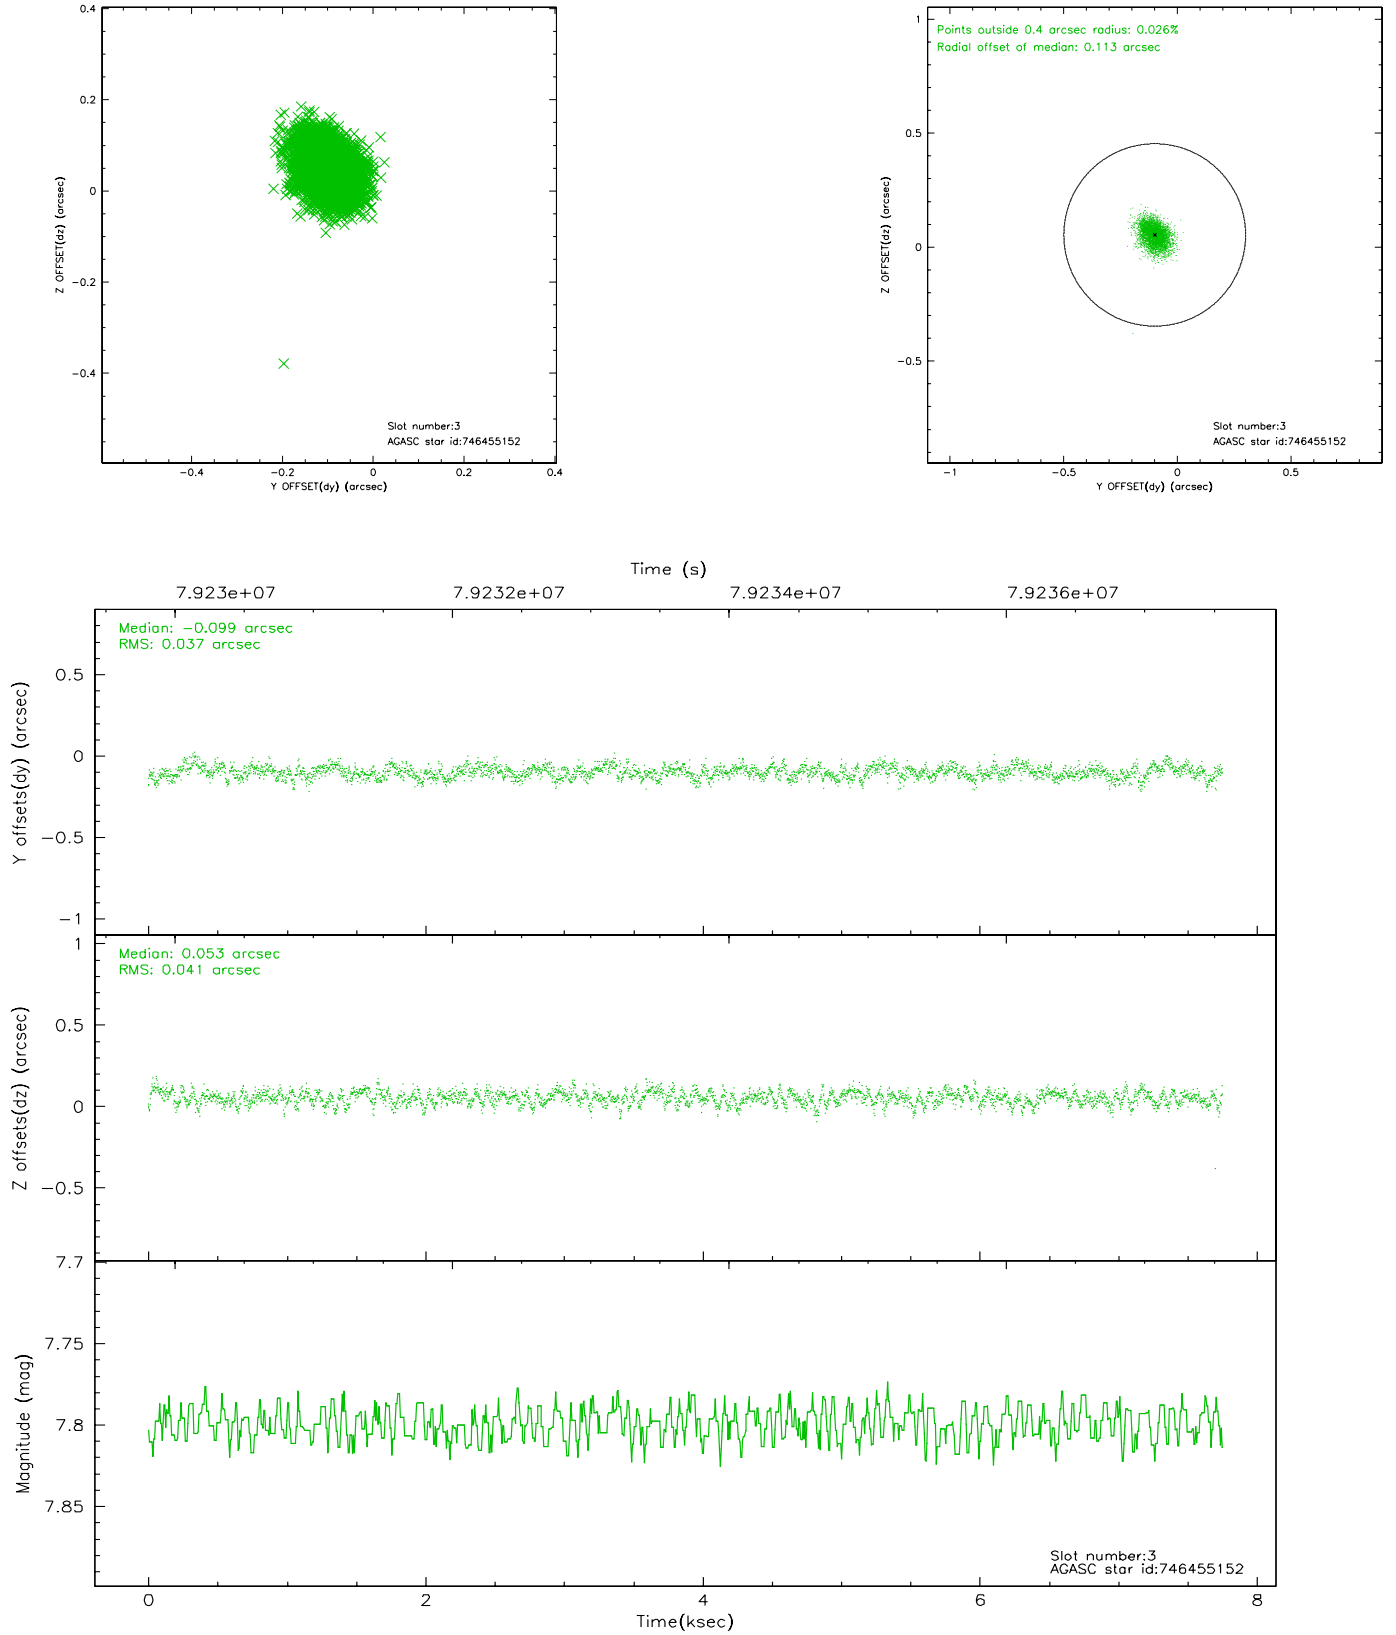 0.4
0.2
0
−0.2
−0.4
Z OFFSET(dz) (arcsec)
Slot number:3
AGASC star id:746455152
−0.4 −0.2 0 0.2 0.4
Y OFFSET(dy) (arcsec)
Points outside 0.4 arcsec radius: 0.026%
Radial offset of median: 0.113 arcsec
1
0.5
0
−0.5
Z OFFSET(dz) (arcsec)
Slot number:3
AGASC star id:746455152
−1 −0.5 0 0.5
Y OFFSET(dy) (arcsec)
Time (s)
7.923e+07 7.9232e+07 7.9234e+07 7.9236e+07
Median: −0.099 arcsec
RMS: 0.037 arcsec
0.5
0
−0.5
−1
Y offsets(dy) (arcsec)
Median: 0.053 arcsec
RMS: 0.041 arcsec
1
0.5
0
−0.5
Z offsets(dz) (arcsec)
7.7
7.75
7.8
7.85
Magnitude (mag)
Slot number:3
AGASC star id:746455152
0 2 4 6 8
Time(ksec)